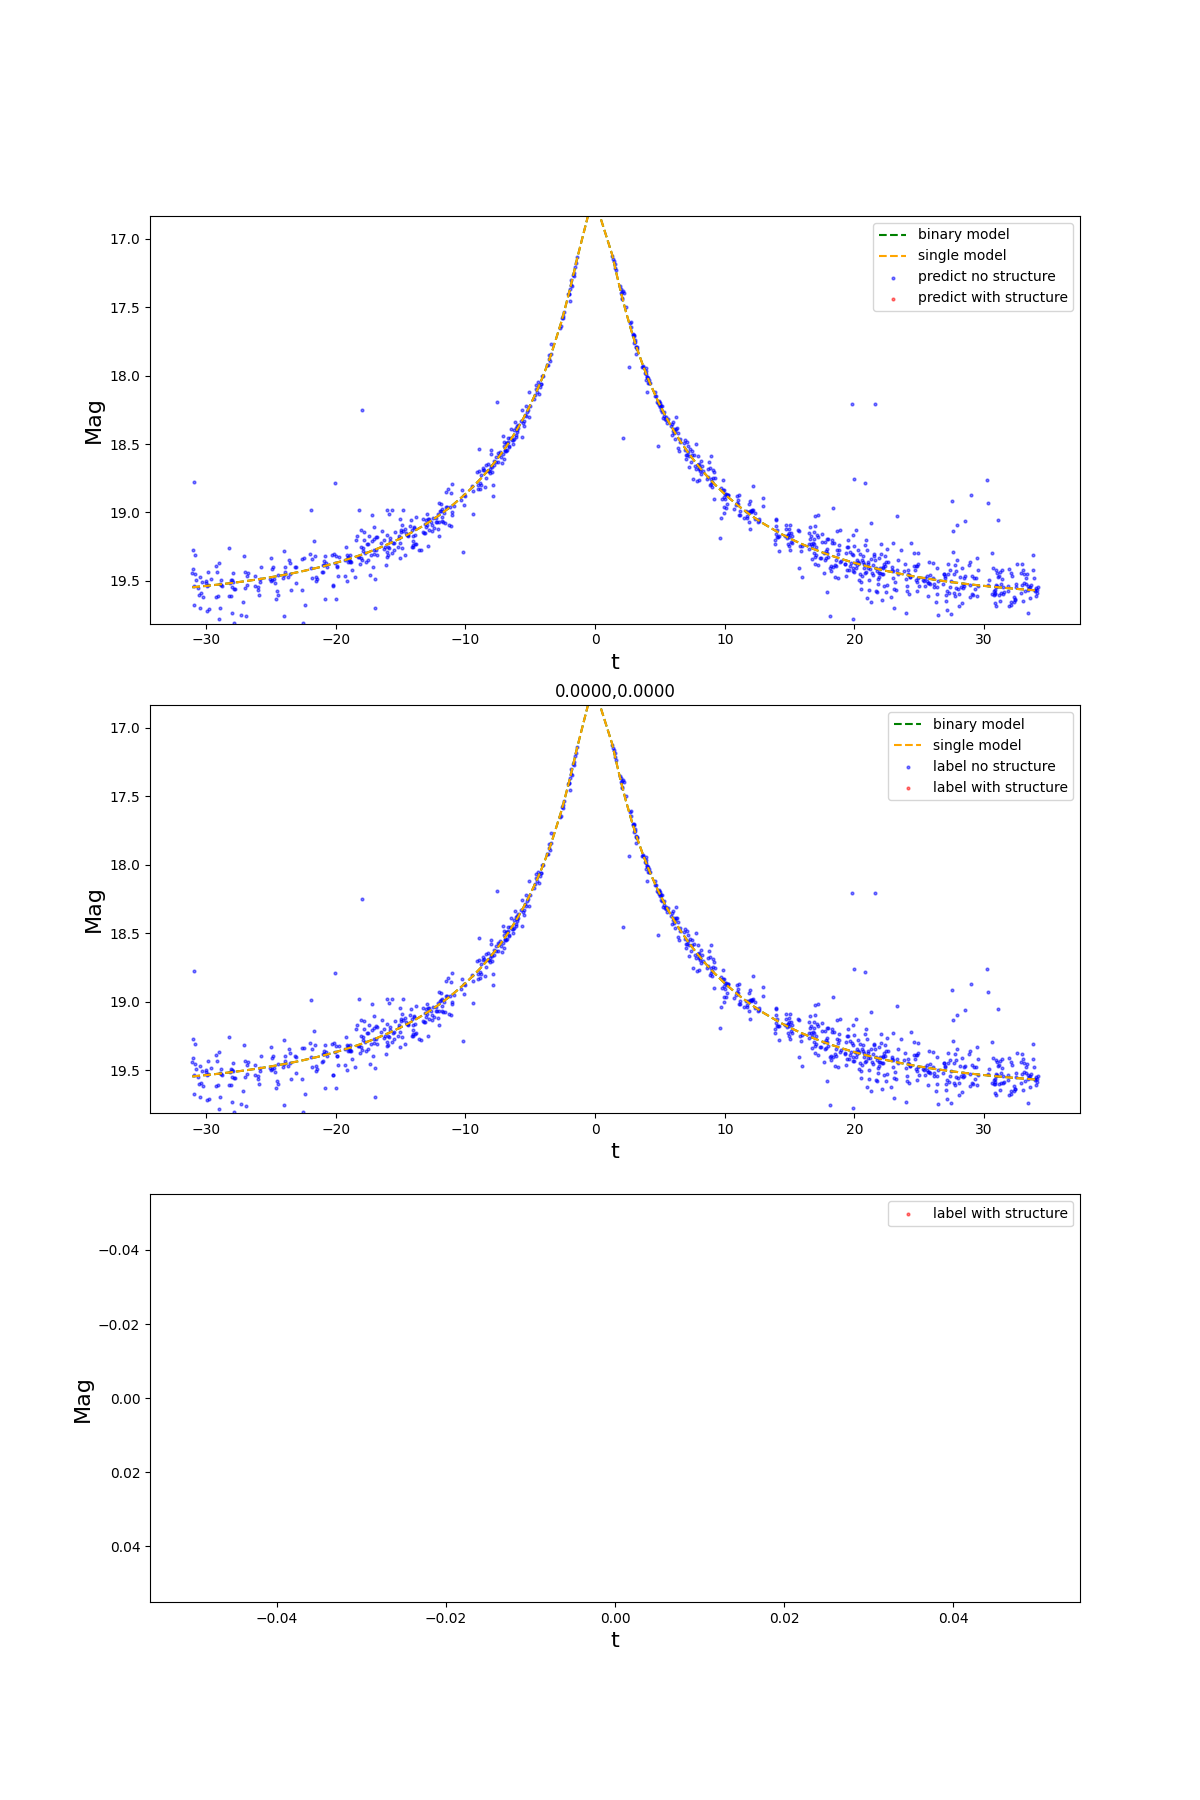 17.0
17.5
18.0
18.5
19.0
19.5
Mag
binary model
single model
predict no structure
predict with structure
−30 −20 −10 0 10 20 30
t
0.0000,0.0000
17.0
17.5
18.0
18.5
19.0
19.5
Mag
binary model
single model
label no structure
label with structure
−30 −20 −10 0 10 20 30
t
−0.04
−0.02
0.00
0.02
0.04
Mag
label with structure
−0.04 −0.02 0.00 0.02 0.04
t